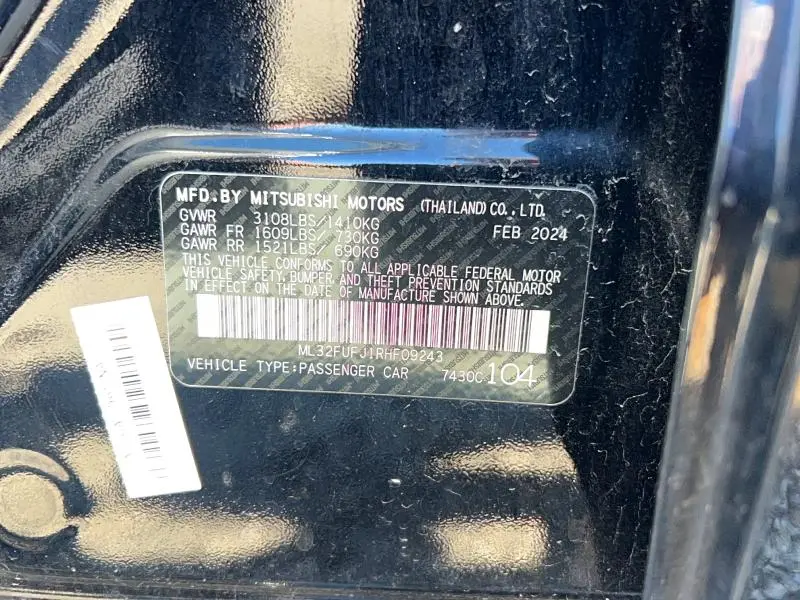 MFD.BY MITSUBISHI MOTORS (THAILAND)CO.,LTD.
GVWR 3108LBS/1410KG FEB 2024
GAWR FR 1609LBS/ 730KG
GAWR RR 1521LBS/ 690KG
THIS VEHICLE CONFORMS TO ALL APPLICABLE FEDERAL MOTOR
VEHICLE SAFETY, BUMPER AND THEFT PREVENTION STANDARDS
IN EFFECT ON THE DATE OF MANUFACTURE SHOWN ABOVE.
ML32FUFJ1RHF09243
VEHICLE TYPE:PASSENGER CAR 7430C 104